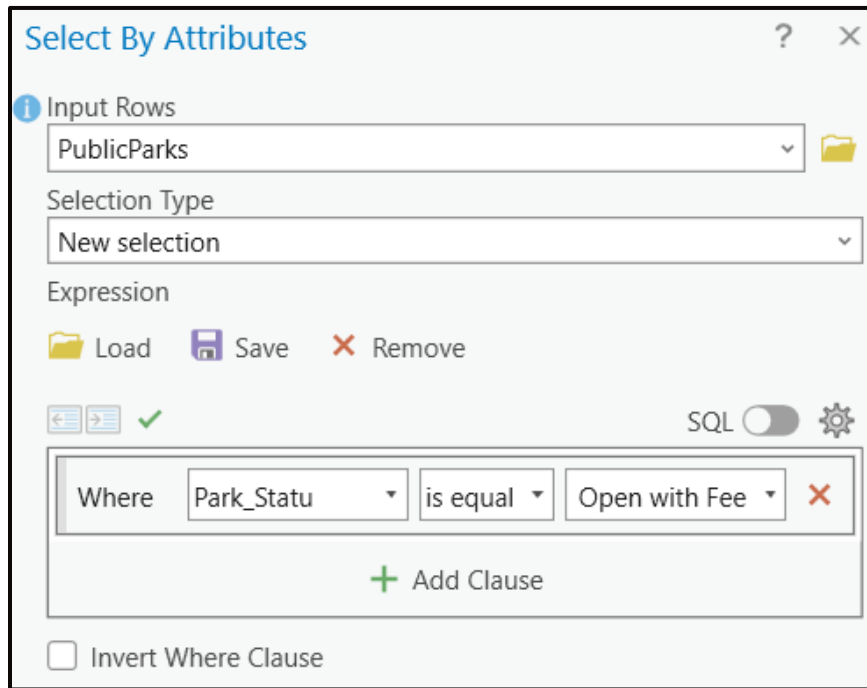 Select By Attributes ?
Input Rows
PublicParks
Selection Type
New selection
Expression
Load Save Remove
SQL
Where Park_Statu is equal Open with Fee
Add Clause
Invert Where Clause